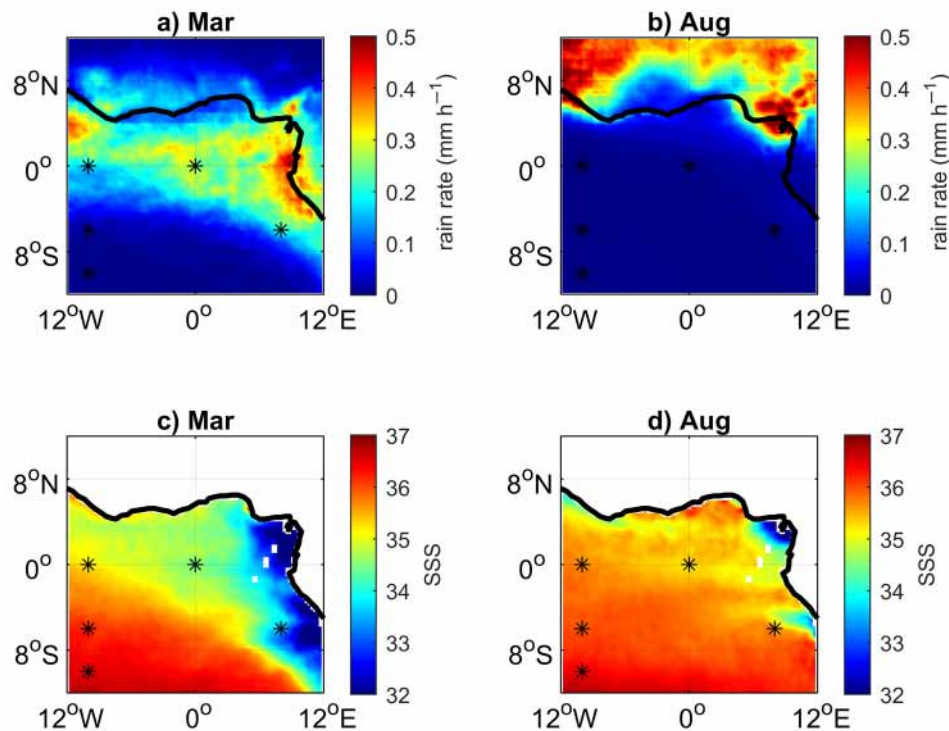 a) Mar
8°N
0°
8°S
12°W
0°
12°E
0.5
0.4
0.3
0.2
0.1
0
rain rate (mm h⁻¹)
b) Aug
8°N
0°
8°S
12°W
0°
12°E
0.5
0.4
0.3
0.2
0.1
0
rain rate (mm h⁻¹)
c) Mar
8°N
0°
8°S
12°W
0°
12°E
37
36
35
34
33
32
SSS
d) Aug
8°N
0°
8°S
12°W
0°
12°E
37
36
35
34
33
32
SSS